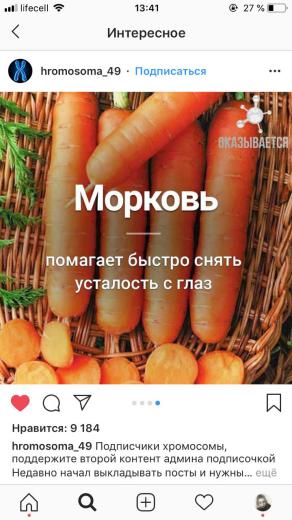 lifecell 13:41 27 %
Интересное
hromosoma_49 • Подписаться
ОКАЗЫВАЕТСЯ
Морковь
помагает быстро снять
усталость с глаз
Нравится: 9 184
hromosoma_49 Подписчики хромосомы,
поддержите второй контент админа подписочкой
Недавно начал выкладывать посты и нужны... ещё